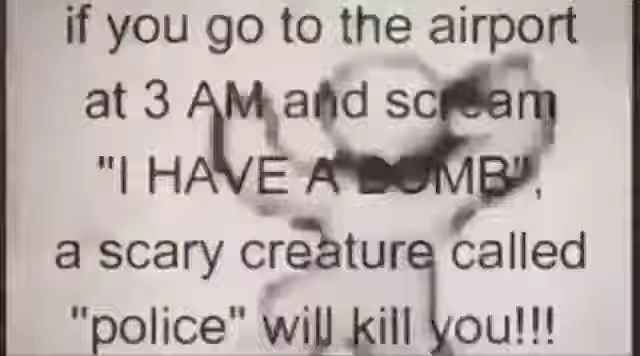 if you go to the airport
at 3 AM and scream
"I HAVE A BOMB",
a scary creature called
"police" will kill you!!!